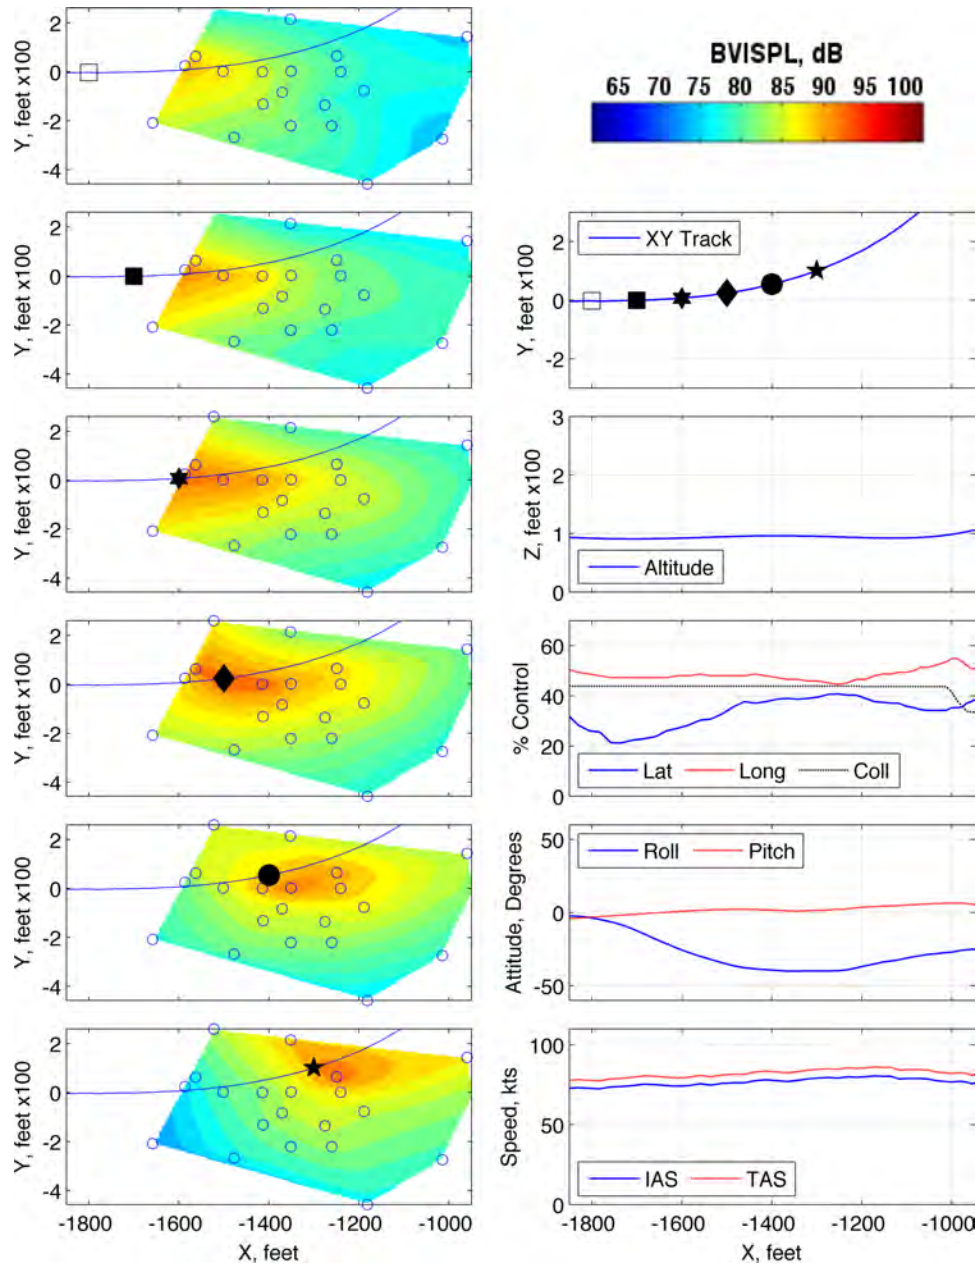 BVISPL, dB
65 70 75 80 85 90 95 100
2
0
-2
-4
Y, feet x100
2
0
-2
-4
Y, feet x100
XY Track
2
0
-2
Y, feet x100
2
0
-2
-4
Y, feet x100
3
2
1
0
Z, feet x100
Altitude
2
0
-2
-4
Y, feet x100
60
40
20
0
% Control
Lat Long Coll
2
0
-2
-4
Y, feet x100
50
0
-50
Attitude, Degrees
Roll Pitch
2
0
-2
-4
Y, feet x100
100
50
0
Speed, kts
IAS TAS
-1800 -1600 -1400 -1200 -1000
X, feet
-1800 -1600 -1400 -1200 -1000
X, feet